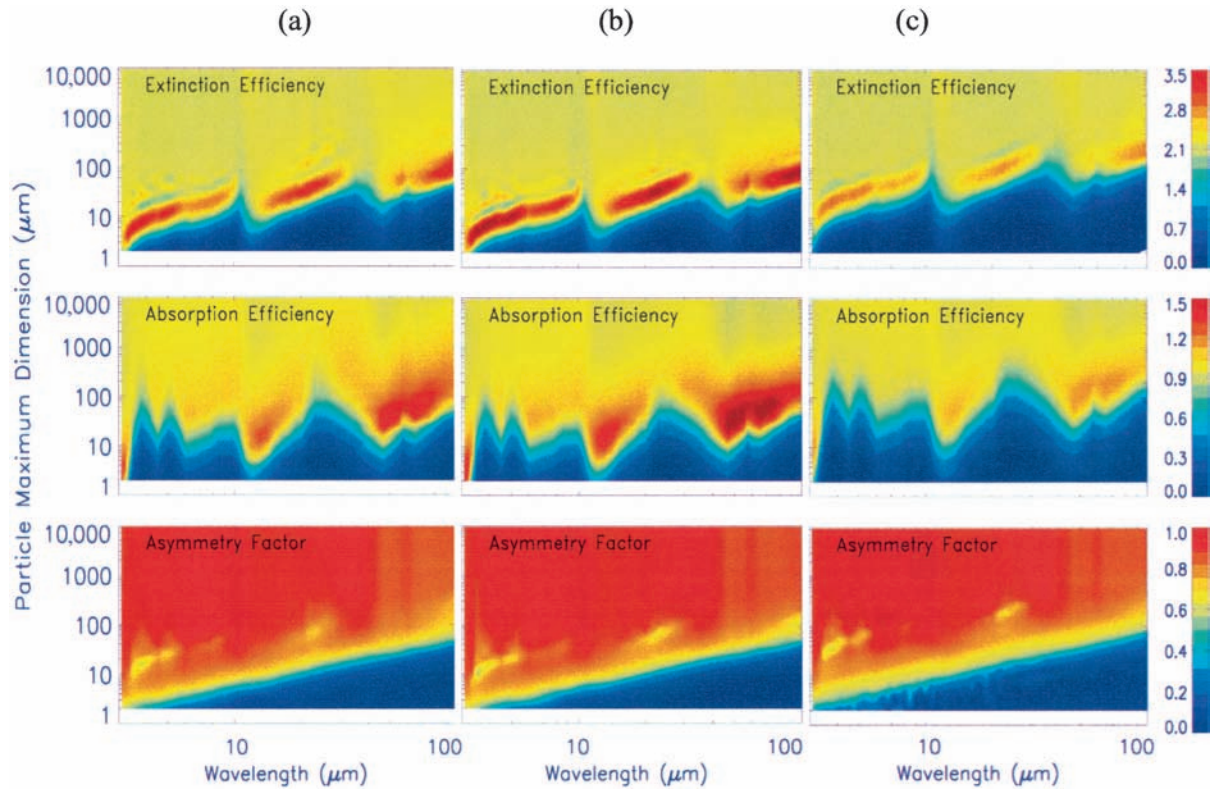 (a) (b) (c)
Particle Maximum Dimension (μm)
10,000
1000
100
10
1
Extinction Efficiency
Extinction Efficiency
Extinction Efficiency
3.5
2.8
2.1
1.4
0.7
0.0
10,000
1000
100
10
1
Absorption Efficiency
Absorption Efficiency
Absorption Efficiency
1.5
1.2
0.9
0.6
0.3
0.0
10,000
1000
100
10
1
Asymmetry Factor
Asymmetry Factor
Asymmetry Factor
1.0
0.8
0.6
0.4
0.2
0.0
10 100 10 100 10 100
Wavelength (μm) Wavelength (μm) Wavelength (μm)